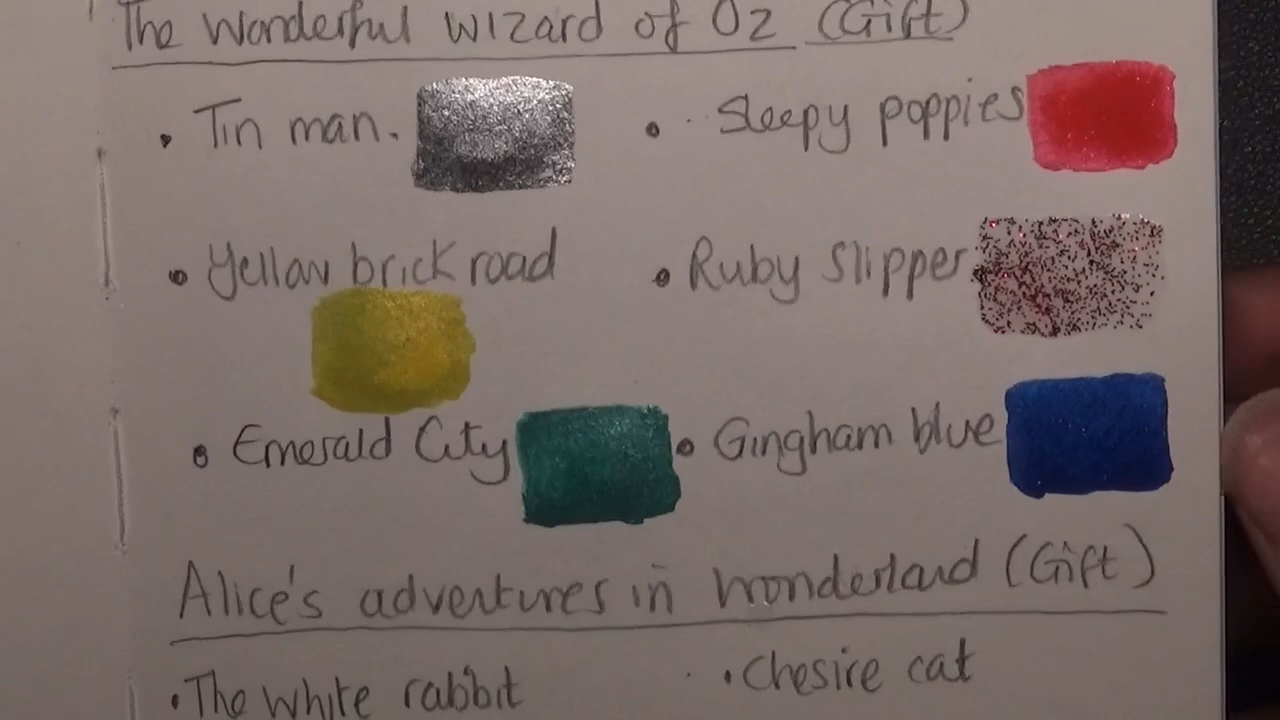 The Wonderful Wizard of Oz (Gift)
• Tin man.
• Sleepy poppies
• Yellow brick road
• Ruby Slipper
• Emerald City
• Gingham blue
Alice's adventures in wonderland (Gift)
• The White rabbit
• Chesire cat